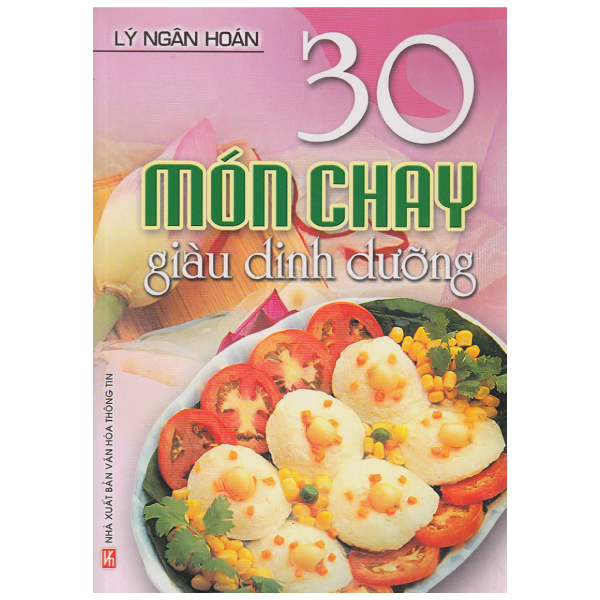 LÝ NGÂN HOÁN
30
MÓN CHAY
giàu dinh dưỡng
NHÀ XUẤT BẢN VĂN HÓA THÔNG TIN